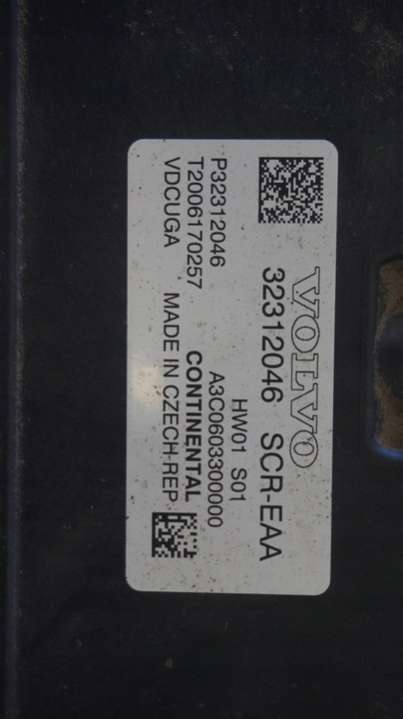 VOLVO
32312046 SCR-EAA
HW01 S01
P32312046 A3C0603300000
T2006170257 CONTINENTAL
VDCUGA MADE IN CZECH-REP